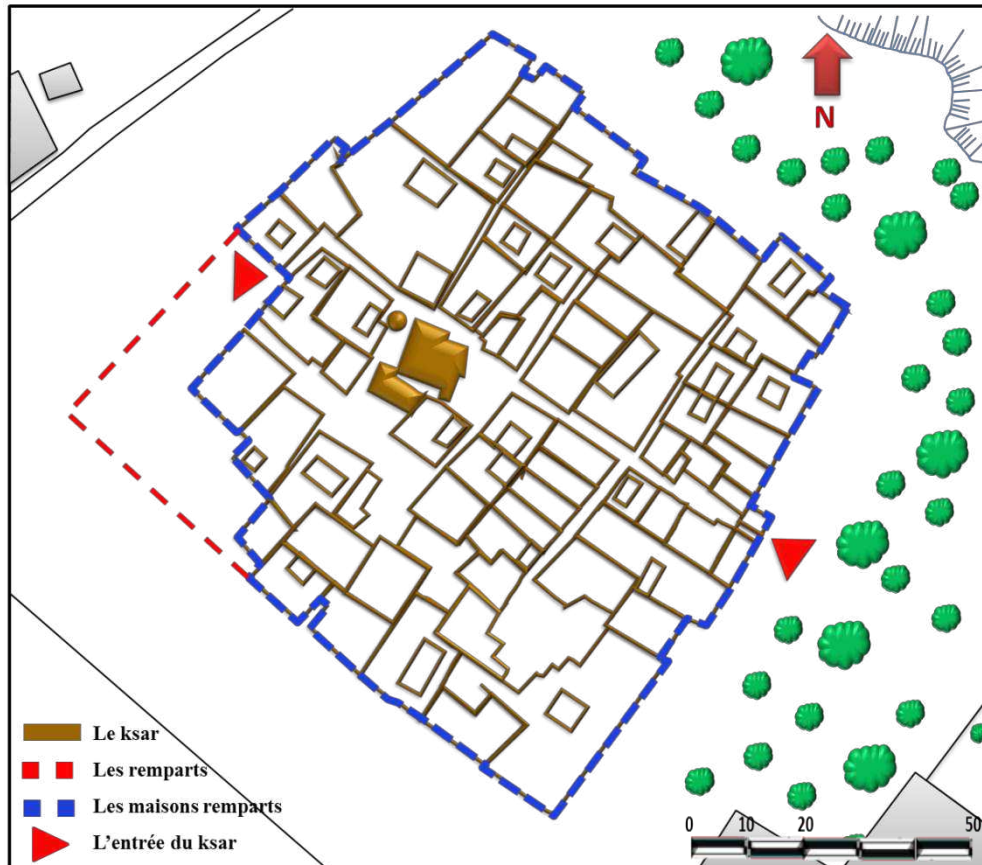 N
Le ksar
Les remparts
Les maisons remparts
L'entrée du ksar
0 10 20 50